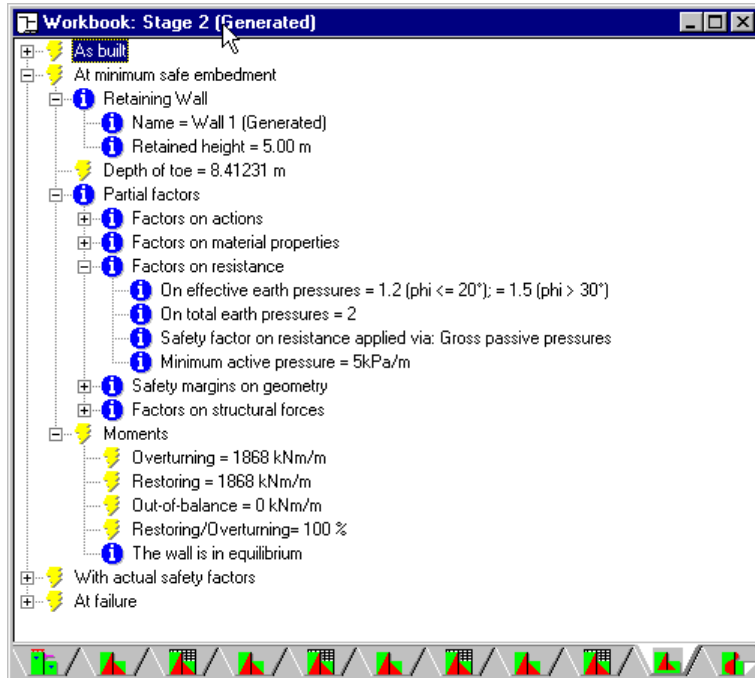 Workbook: Stage 2 (Generated)
As built
At minimum safe embedment
Retaining Wall
Name = Wall 1 (Generated)
Retained height = 5.00 m
Depth of toe = 8.41231 m
Partial factors
Factors on actions
Factors on material properties
Factors on resistance
On effective earth pressures = 1.2 (phi <= 20°); = 1.5 (phi > 30°)
On total earth pressures = 2
Safety factor on resistance applied via: Gross passive pressures
Minimum active pressure = 5kPa/m
Safety margins on geometry
Factors on structural forces
Moments
Overturning = 1868 kNm/m
Restoring = 1868 kNm/m
Out-of-balance = 0 kNm/m
Restoring/Overturning= 100 %
The wall is in equilibrium
With actual safety factors
At failure